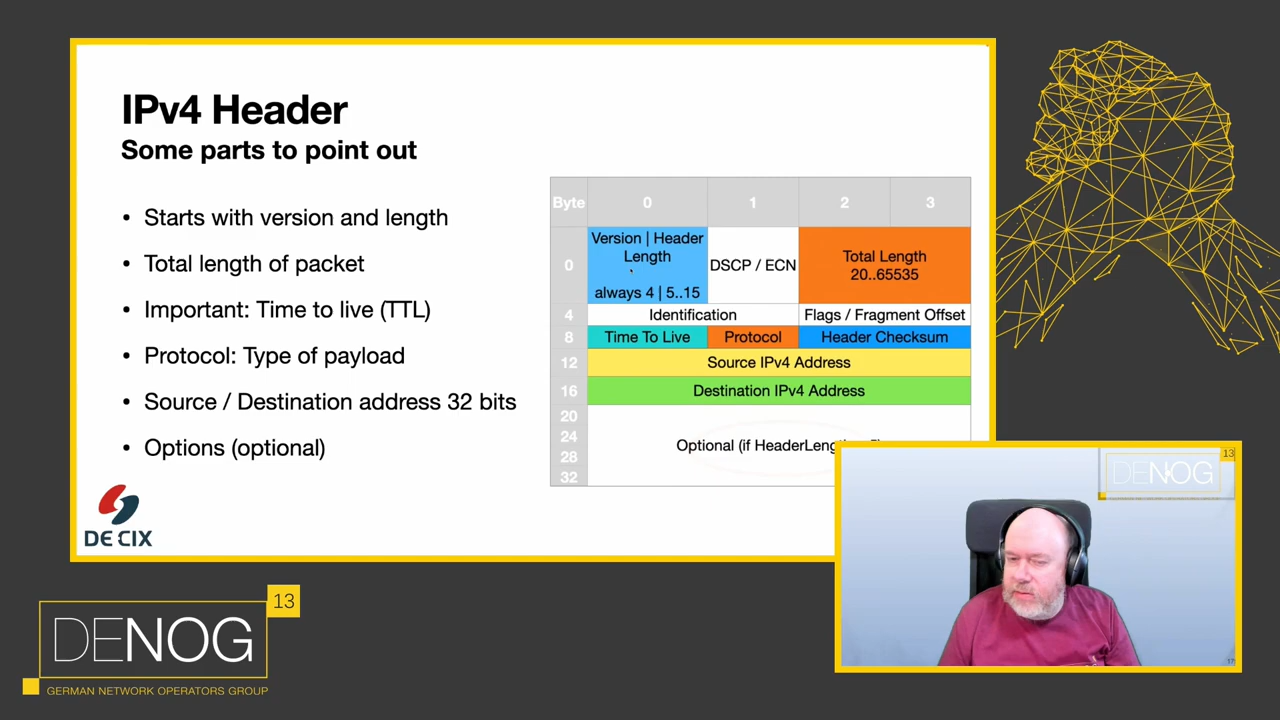 IPv4 Header
Some parts to point out
• Starts with version and length
• Total length of packet
• Important: Time to live (TTL)
• Protocol: Type of payload
• Source / Destination address 32 bits
• Options (optional)
DE CIX
Byte 0 1 2 3
0
Version | Header
Length
always 4 | 5..15
DSCP / ECN
Total Length
20..65535
4 Identification Flags / Fragment Offset
8 Time To Live Protocol Header Checksum
12 Source IPv4 Address
16 Destination IPv4 Address
20
24
28
32
Optional (if
DENOG
13
DENOG
13
GERMAN NETWORK OPERATORS GROUP